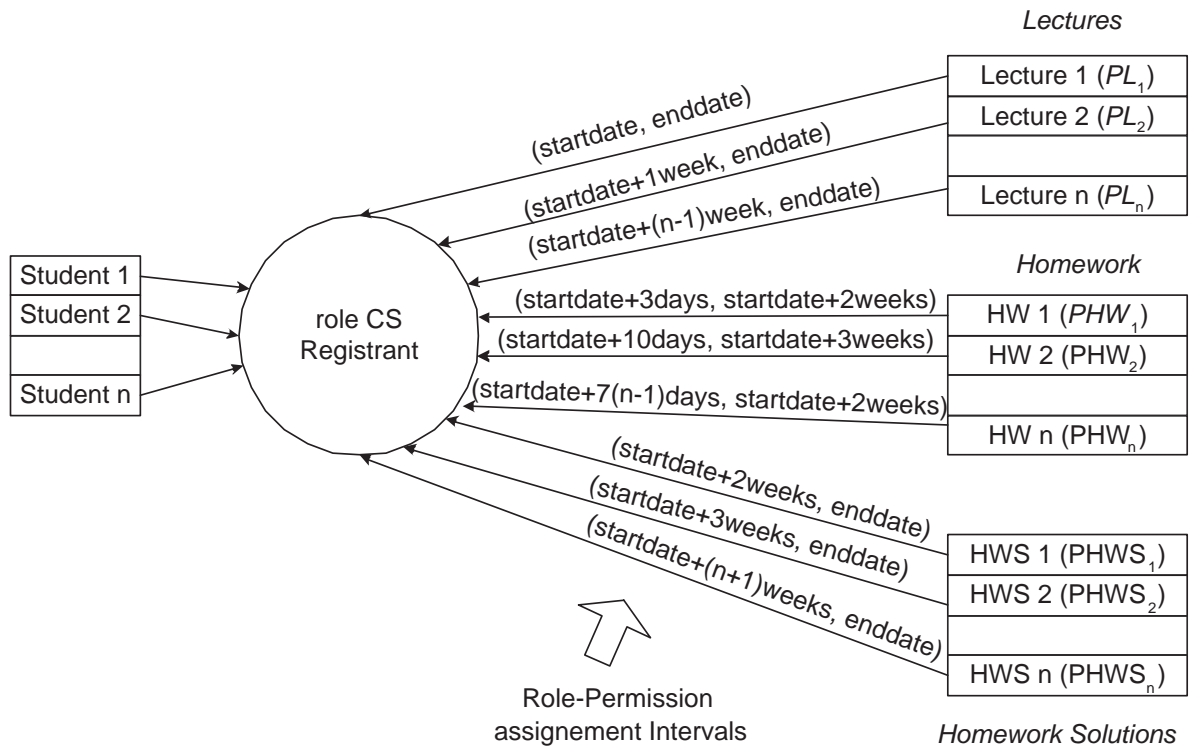 Lectures
Lecture 1 (PL1)
Lecture 2 (PL2)
Lecture n (PLn)
(startdate, enddate)
(startdate+1week, enddate)
(startdate+(n-1)week, enddate)
Student 1
Student 2
Student n
role CS
Registrant
Homework
HW 1 (PHW1)
HW 2 (PHW2)
HW n (PHWn)
(startdate+3days, startdate+2weeks)
(startdate+10days, startdate+3weeks)
(startdate+7(n-1)days, startdate+2weeks)
(startdate+2weeks, enddate)
(startdate+3weeks, enddate)
(startdate+(n+1)weeks, enddate)
HWS 1 (PHWS1)
HWS 2 (PHWS2)
HWS n (PHWSn)
Role-Permission
assignement Intervals
Homework Solutions